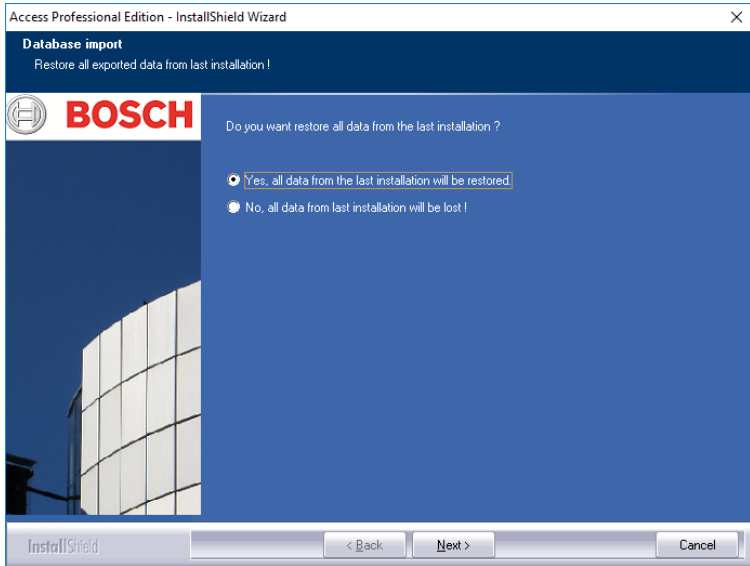 Access Professional Edition - InstallShield Wizard
Database import
Restore all exported data from last installation !
BOSCH
Do you want restore all data from the last installation ?
Yes, all data from the last installation will be restored.
No, all data from last installation will be lost !
InstallShield
< Back
Next >
Cancel